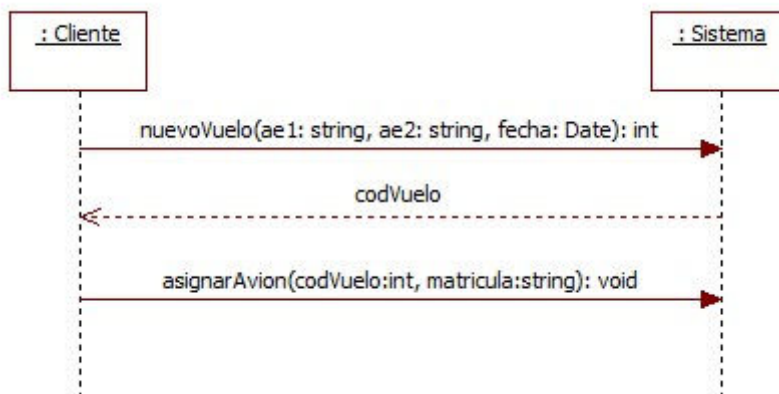 : Cliente
: Sistema
nuevoVuelo(ae1: string, ae2: string, fecha: Date): int
codVuelo
asignarAvion(codVuelo:int, matricula:string): void